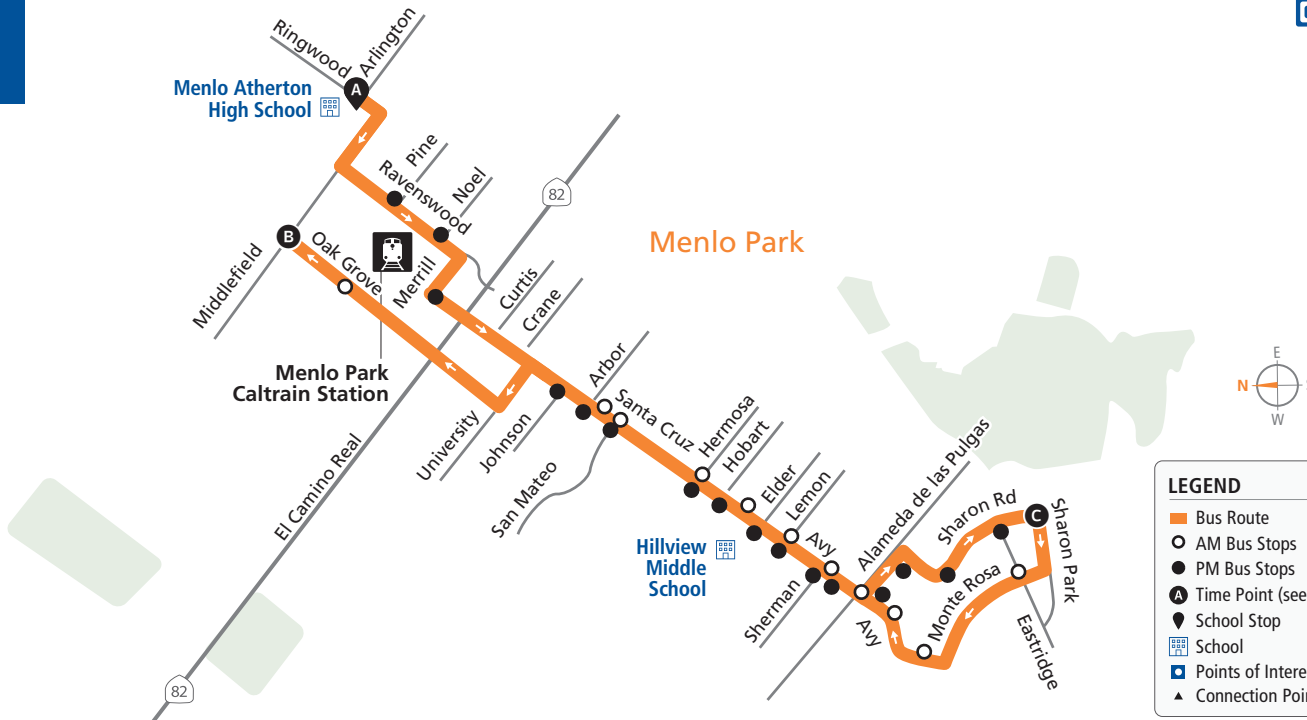 Ringwood
Arlington
A
Menlo Atherton
High School
Pine
Ravenswood
Noel
82
B
Oak Grove
Merrill
Middlefield
Menlo Park
Curtis
Crane
Menlo Park
Caltrain Station
Arbor
University
Johnson
Santa Cruz
San Mateo
El Camino Real
Hermosa
Hobart
Elder
Lemon
Avy
Alameda de las Pulgas
Sharon Rd
C
Sharon Park
Hillview
Middle
School
Sherman
Avy
Monte Rosa
Eastridge
82
E
N
W
LEGEND
Bus Route
AM Bus Stops
PM Bus Stops
A Time Point (see
School Stop
School
Points of Intere
Connection Poin